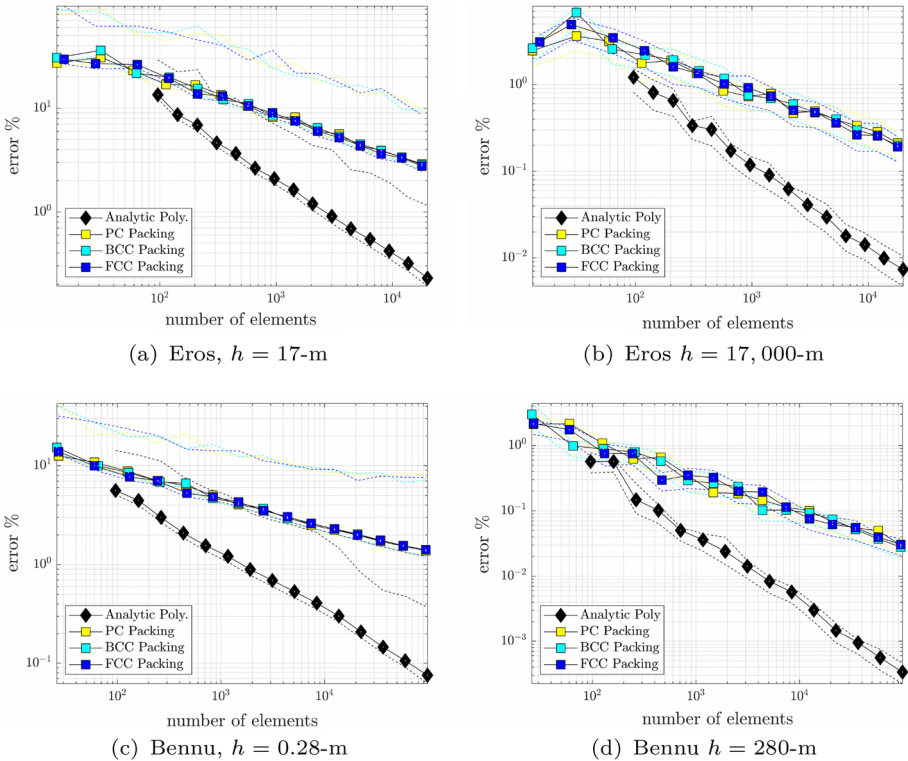 error %
10^1
10^0
Analytic Poly.
PC Packing
BCC Packing
FCC Packing
10^2
10^3
10^4
number of elements
(a) Eros, h = 17-m
error %
10^0
10^-1
10^-2
Analytic Poly
PC Packing
BCC Packing
FCC Packing
10^2
10^3
10^4
number of elements
(b) Eros h = 17,000-m
error %
10^1
10^0
10^-1
Analytic Poly.
PC Packing
BCC Packing
FCC Packing
10^2
10^3
10^4
number of elements
(c) Bennu, h = 0.28-m
error %
10^0
10^-1
10^-2
10^-3
Analytic Poly
PC Packing
BCC Packing
FCC Packing
10^2
10^3
10^4
number of elements
(d) Bennu h = 280-m